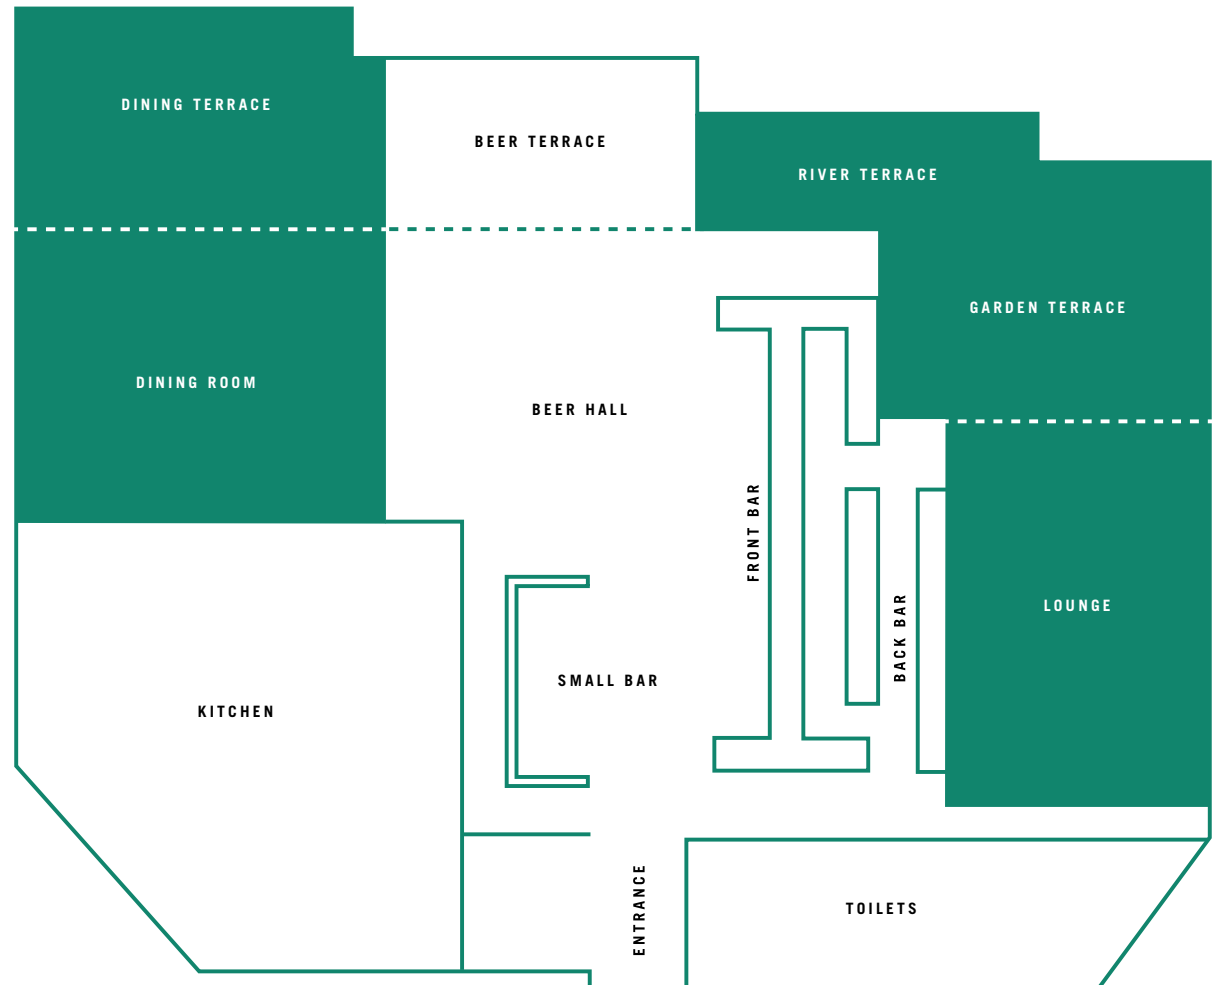 DINING TERRACE
BEER TERRACE
RIVER TERRACE
GARDEN TERRACE
DINING ROOM
BEER HALL
FRONT BAR
BACK BAR
LOUNGE
SMALL BAR
KITCHEN
ENTRANCE
TOILETS